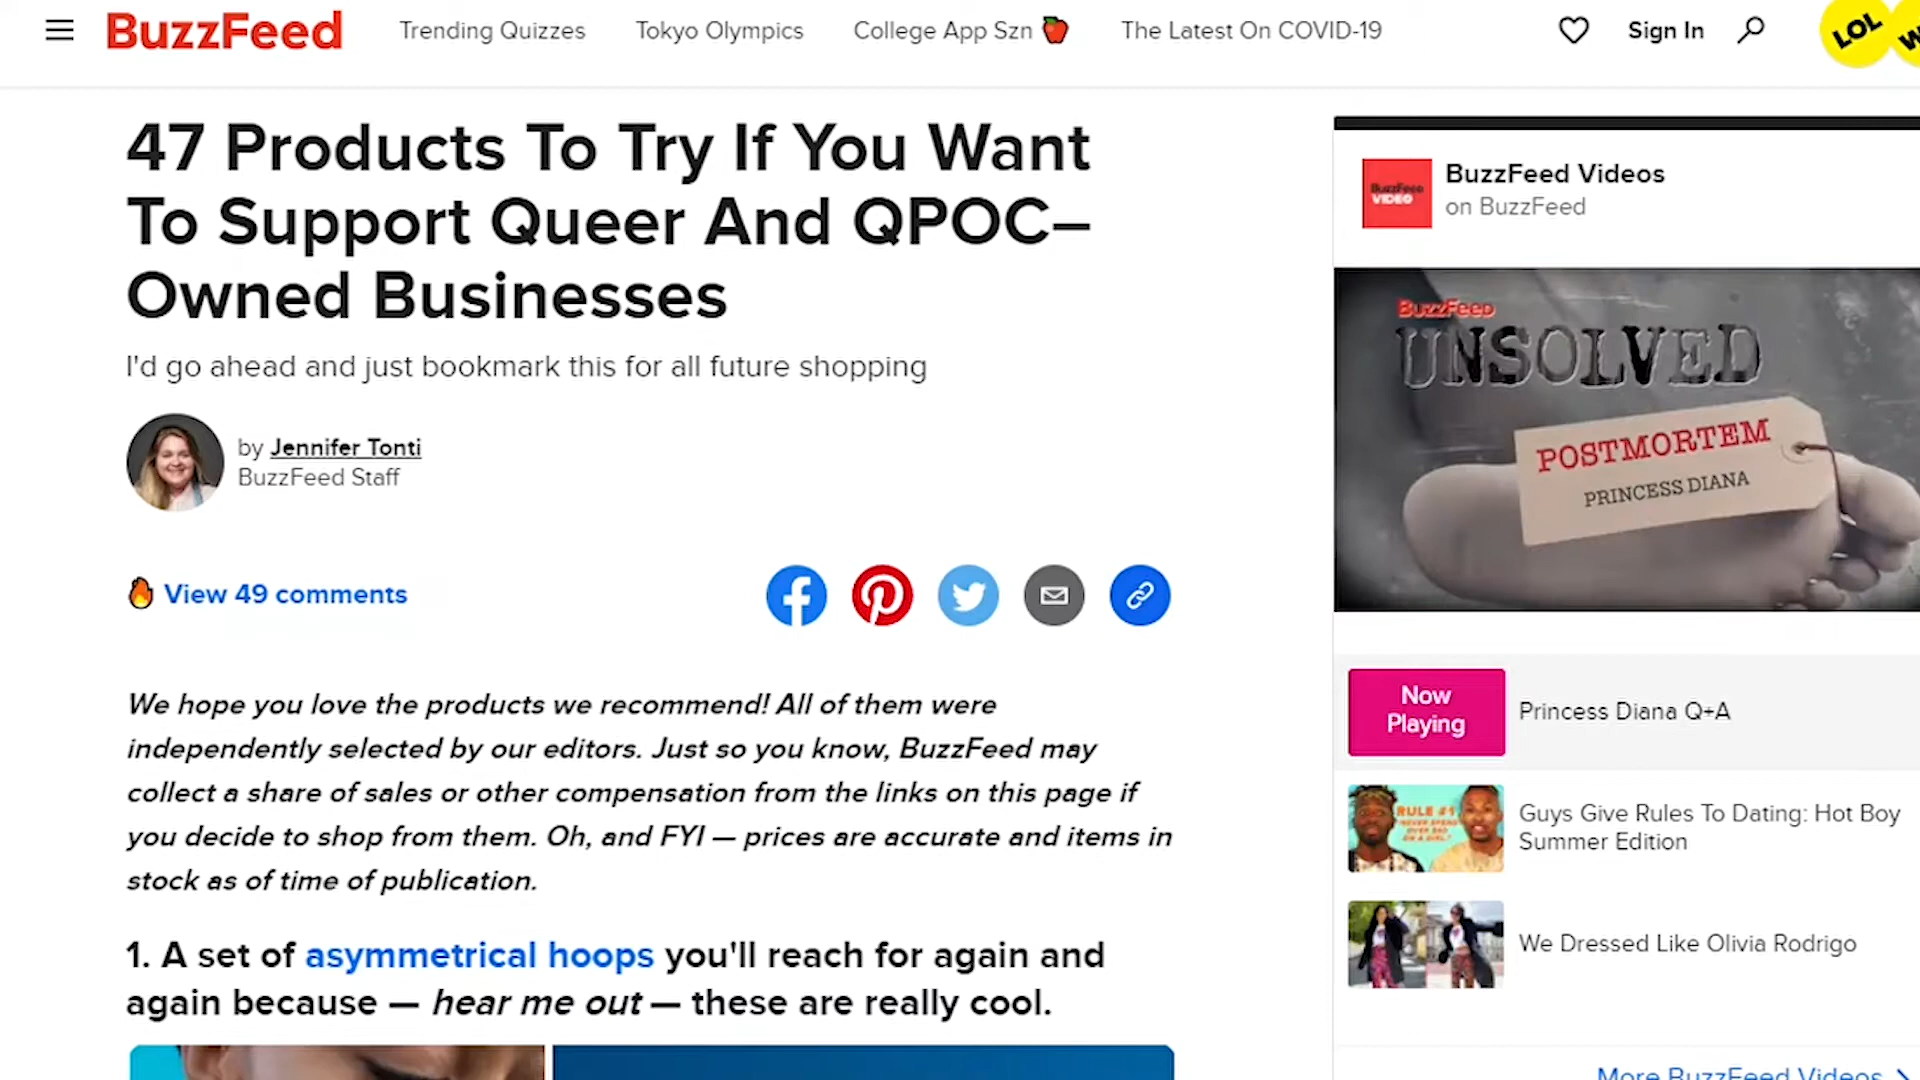 BuzzFeed
Trending Quizzes
Tokyo Olympics
College App Szn
The Latest On COVID-19
Sign In
LOL
47 Products To Try If You Want
To Support Queer And QPOC–
Owned Businesses
I'd go ahead and just bookmark this for all future shopping
by Jennifer Tonti
BuzzFeed Staff
View 49 comments
We hope you love the products we recommend! All of them were
independently selected by our editors. Just so you know, BuzzFeed may
collect a share of sales or other compensation from the links on this page if
you decide to shop from them. Oh, and FYI — prices are accurate and items in
stock as of time of publication.
1. A set of asymmetrical hoops you'll reach for again and
again because — hear me out — these are really cool.
BuzzFeed
VIDEO
BuzzFeed Videos
on BuzzFeed
BuzzFeed
UNSOLVED
POSTMORTEM
PRINCESS DIANA
Now
Playing
Princess Diana Q+A
RULE #1
Guys Give Rules To Dating: Hot Boy
Summer Edition
We Dressed Like Olivia Rodrigo
More BuzzFeed Videos